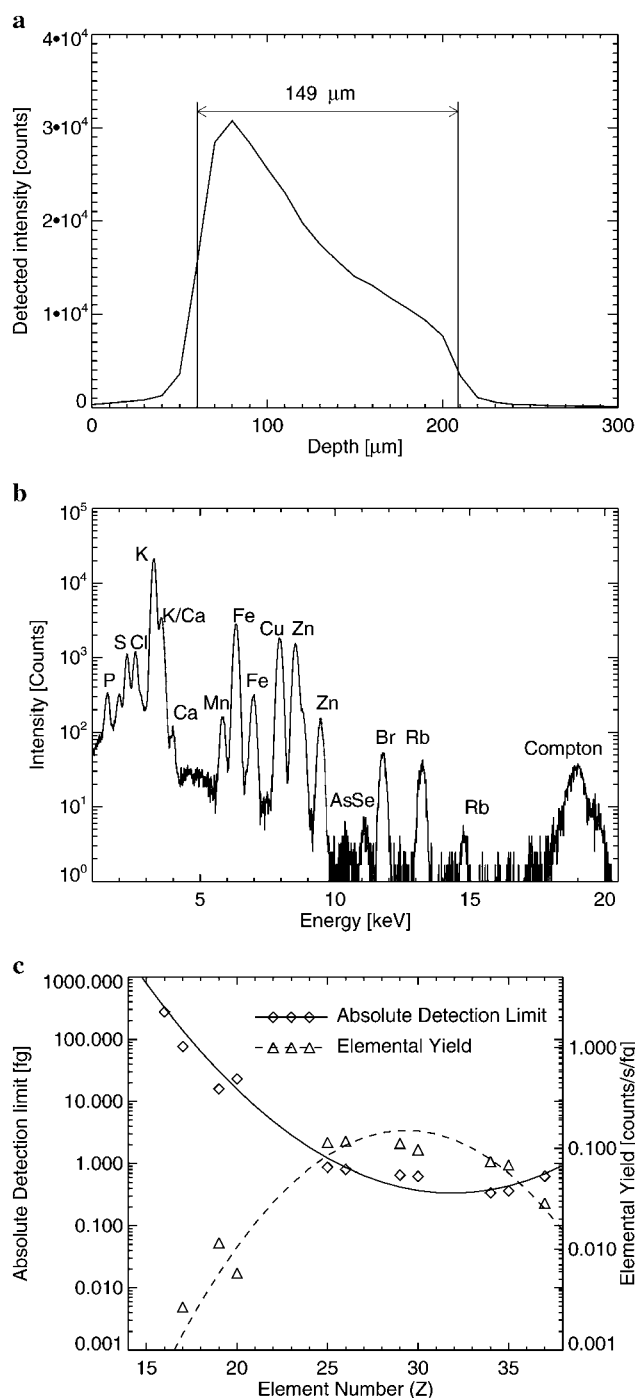 a
4•10⁴
149 µm
3•10⁴
2•10⁴
1•10⁴
0
Detected intensity [counts]
0 100 200 300
Depth [µm]
b
10⁵
10⁴
10³
10²
10¹
10⁰
Intensity [Counts]
K
K/Ca
S Cl
P
Ca
Mn
Fe
Fe
Cu
Zn
Zn
As Se
Br
Rb
Rb
Compton
5 10 15 20
Energy [keV]
c
1000.000
100.000
10.000
1.000
0.100
0.010
0.001
Absolute Detection limit [fg]
Absolute Detection Limit
Elemental Yield
1.000
0.100
0.010
0.001
Elemental Yield [counts/s/fg]
15 20 25 30 35
Element Number (Z)